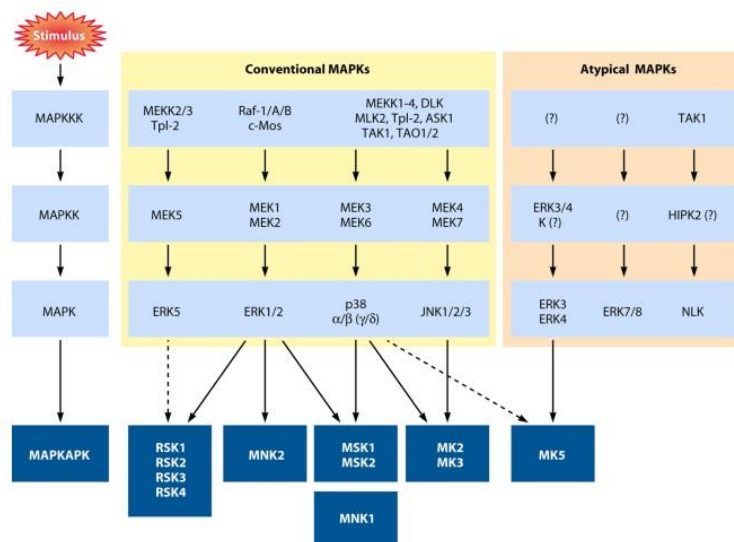 Stimulus
Conventional MAPKs
Atypical MAPKs
MAPKKK
MEKK2/3
Tpl-2
Raf-1/A/B
c-Mos
MEKK1-4, DLK
MLK2, Tpl-2, ASK1
TAK1, TAO1/2
(?)
(?)
TAK1
MAPKK
MEK5
MEK1
MEK2
MEK3
MEK6
MEK4
MEK7
ERK3/4
K (?)
(?)
HIPK2 (?)
MAPK
ERK5
ERK1/2
p38
α/β (γ/δ)
JNK1/2/3
ERK3
ERK4
ERK7/8
NLK
MAPKAPK
RSK1
RSK2
RSK3
RSK4
MNK2
MSK1
MSK2
MK2
MK3
MK5
MNK1